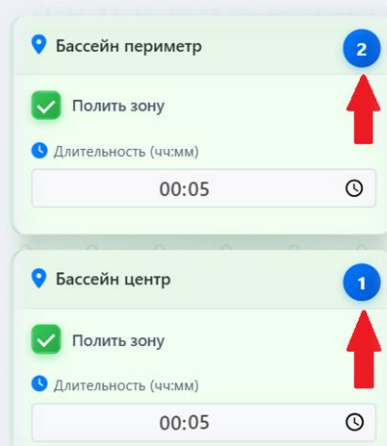 Бассейн периметр 2
Полить зону
Длительность (чч:мм)
00:05
Бассейн центр 1
Полить зону
Длительность (чч:мм)
00:05